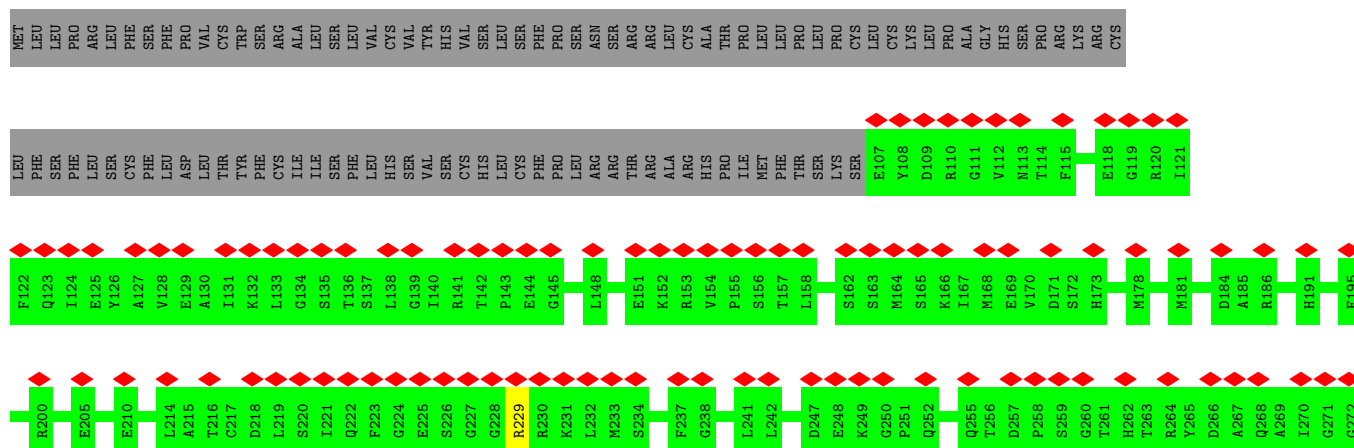 MET LEU LEU PRO ARG LEU PHE SER PHE PRO VAL CYS TRP SER ARG ALA LEU SER LEU VAL CYS VAL TYR HIS VAL SER LEU SER PHE PRO SER ASN SER ARG ARG LEU CYS ALA THR PRO LEU LEU PRO LEU PRO CYS LEU CYS LYS LEU PRO ALA GLY HIS SER PRO ARG LYS ARG CYS
LEU PHE SER PHE LEU SER CYS PHE LEU ASP LEU THR TYR PHE CYS ILE ILE SER PHE LEU HIS SER VAL SER CYS HIS LEU CYS PHE PRO LEU ARG ARG THR ARG ALA ARG HIS PRO ILE MET PHE THR SER LYS SER E107 Y108 D109 R110 G111 V112 N113 T114 F115 E118 G119 R120 I121
F122 Q123 I124 E125 Y126 A127 V128 E129 A130 I131 K132 L133 G134 S135 T136 S137 L138 G139 I140 R141 T142 P143 E144 G145 L148 E151 K152 R153 V154 P155 S156 T157 L158 S162 S163 M164 S165 K166 I167 M168 E169 V170 D171 S172 H173 M178 M181 D184 A185 R186 H191 E195
R200 E205 E210 L214 A215 T216 C217 D218 L219 S220 I221 Q222 F223 G224 E225 S226 G227 G228 R229 R230 K231 L232 M233 S234 F237 G238 L241 L242 D247 E248 K249 G250 P251 Q252 Q255 T256 D257 P258 S259 G260 T261 H262 T263 R264 Y265 D266 A267 Q268 A269 I270 G271 G272